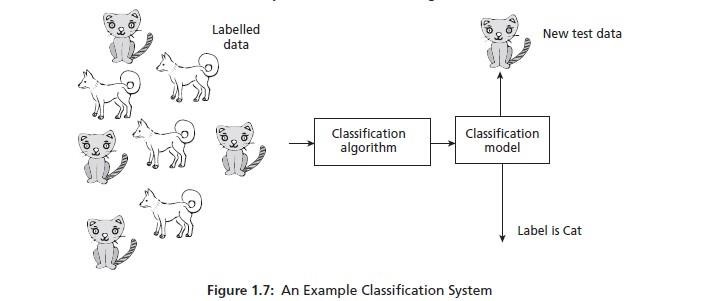 Labelled
data
New test data
Classification
algorithm
Classification
model
Label is Cat
Figure 1.7: An Example Classification System